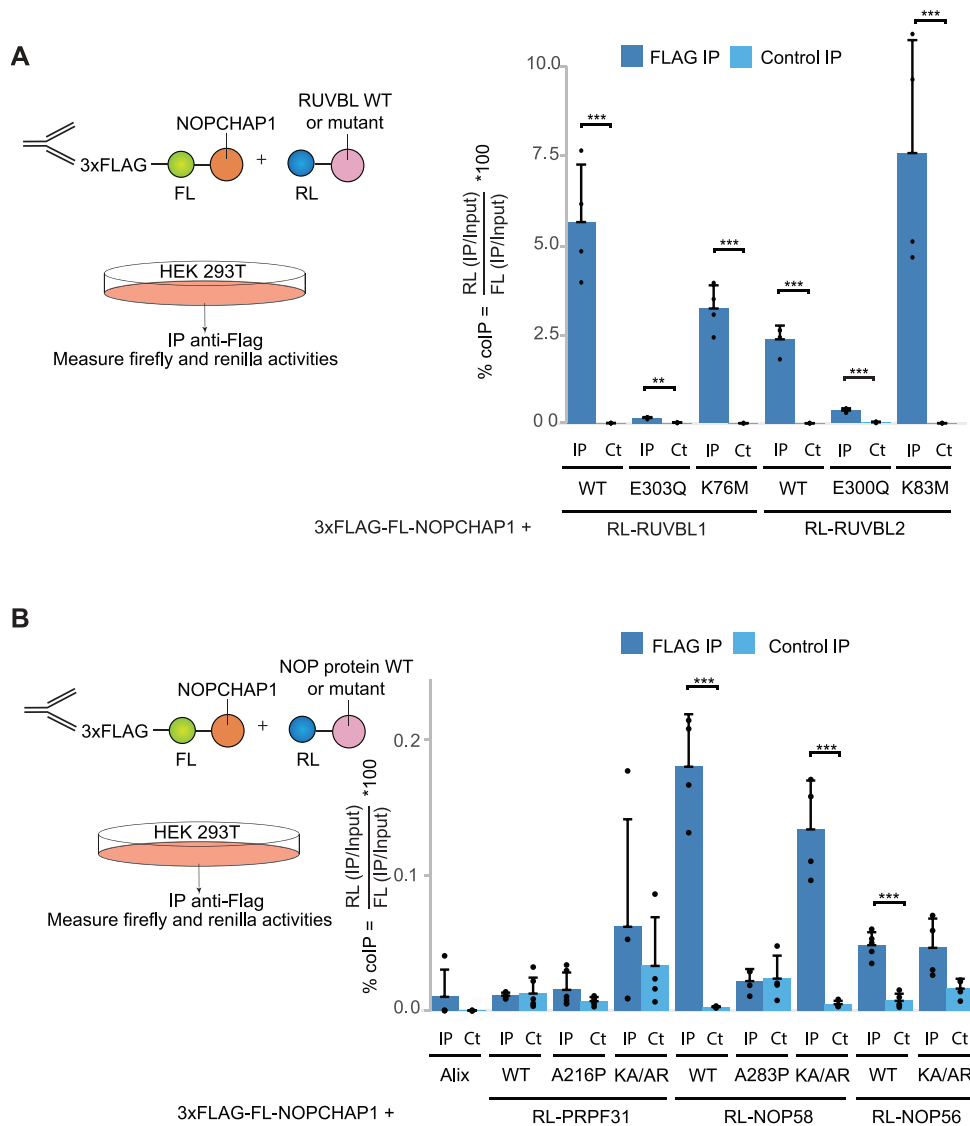 A
RUVBL WT
or mutant
NOPCHAP1
3xFLAG
+
FL
RL
HEK 293T
IP anti-Flag
Measure firefly and renilla activities
FLAG IP
Control IP
% coIP = RL (IP/Input)
FL (IP/Input)
*100
10.0
7.5
5.0
2.5
0 0
***
**
***
***
***
***
IP Ct IP Ct IP Ct IP Ct IP Ct IP Ct
WT E303Q K76M WT E300Q K83M
3xFLAG-FL-NOPCHAP1 +
RL-RUVBL1
RL-RUVBL2
B
NOP protein WT
or mutant
NOPCHAP1
3xFLAG
+
FL
RL
HEK 293T
IP anti-Flag
Measure firefly and renilla activities
FLAG IP
Control IP
% coIP = RL (IP/Input)
FL (IP/Input)
*100
0.2
0.1
0.0
***
***
***
IP Ct IP Ct IP Ct IP Ct IP Ct IP Ct IP Ct IP Ct IP Ct
Alix WT A216P KA/AR WT A283P KA/AR WT KA/AR
3xFLAG-FL-NOPCHAP1 +
RL-PRPF31
RL-NOP58
RL-NOP56